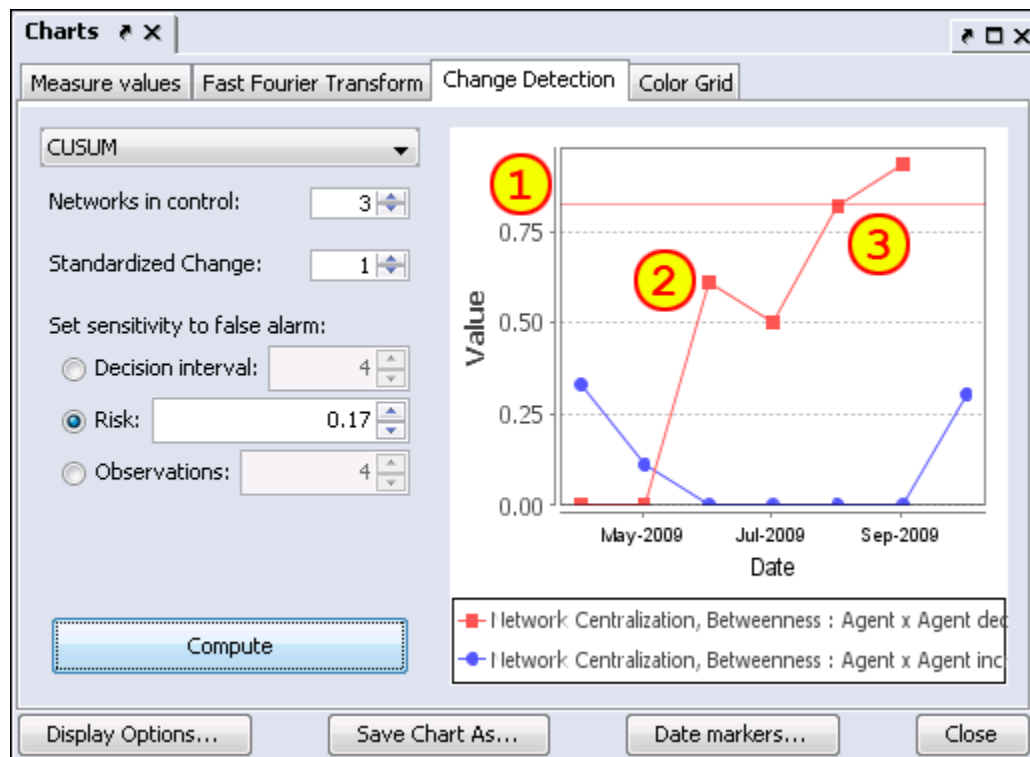 Charts
Measure values Fast Fourier Transform Change Detection Color Grid
CUSUM
Networks in control: 3
Standardized Change: 1
Set sensitivity to false alarm:
Decision interval: 4
Risk: 0.17
Observations: 4
Compute
1
0.75
2
3
0.50
Value
0.25
0.00
May-2009 Jul-2009 Sep-2009
Date
Network Centralization, Betweenness : Agent x Agent dec
Network Centralization, Betweenness : Agent x Agent inc
Display Options... Save Chart As... Date markers... Close